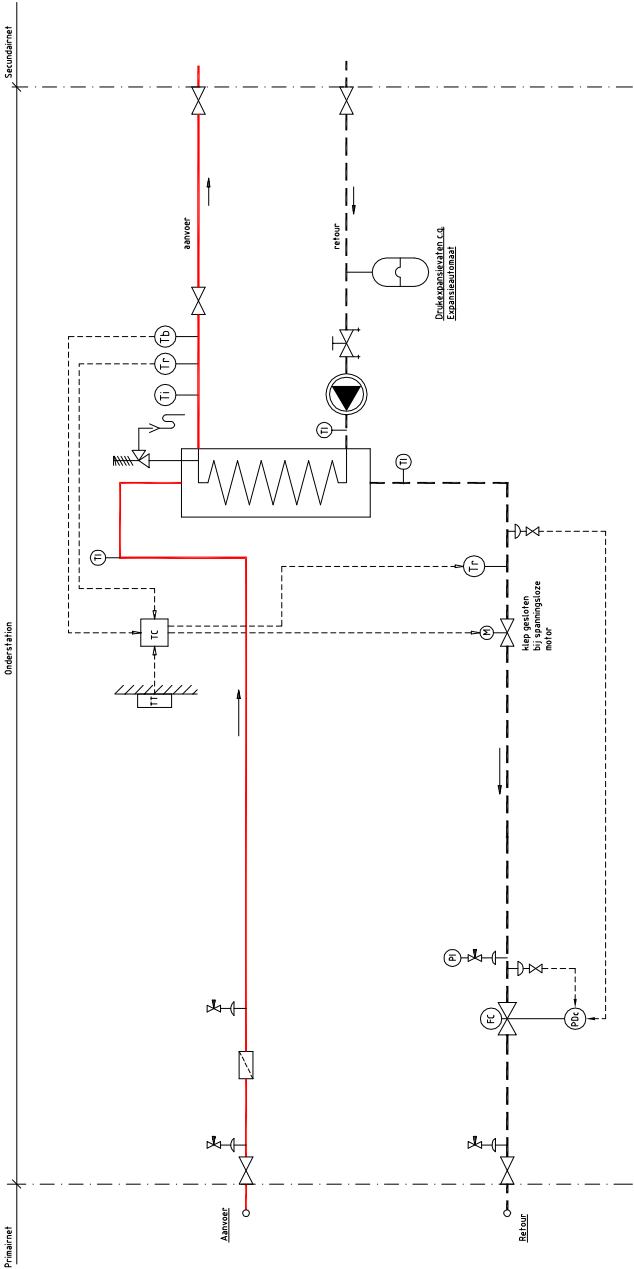 Primairnet
Onderstation
Secundairnet
aanvoer
retour
Drukexpansievaten c.q.
Expansieautomaat
Tb
Tr
Ti
TI
TI
TI
TC
TT
Tr
M
klep gesloten
bij spanningsloze
motor
PI
FC
PDc
Aanvoer
Retour